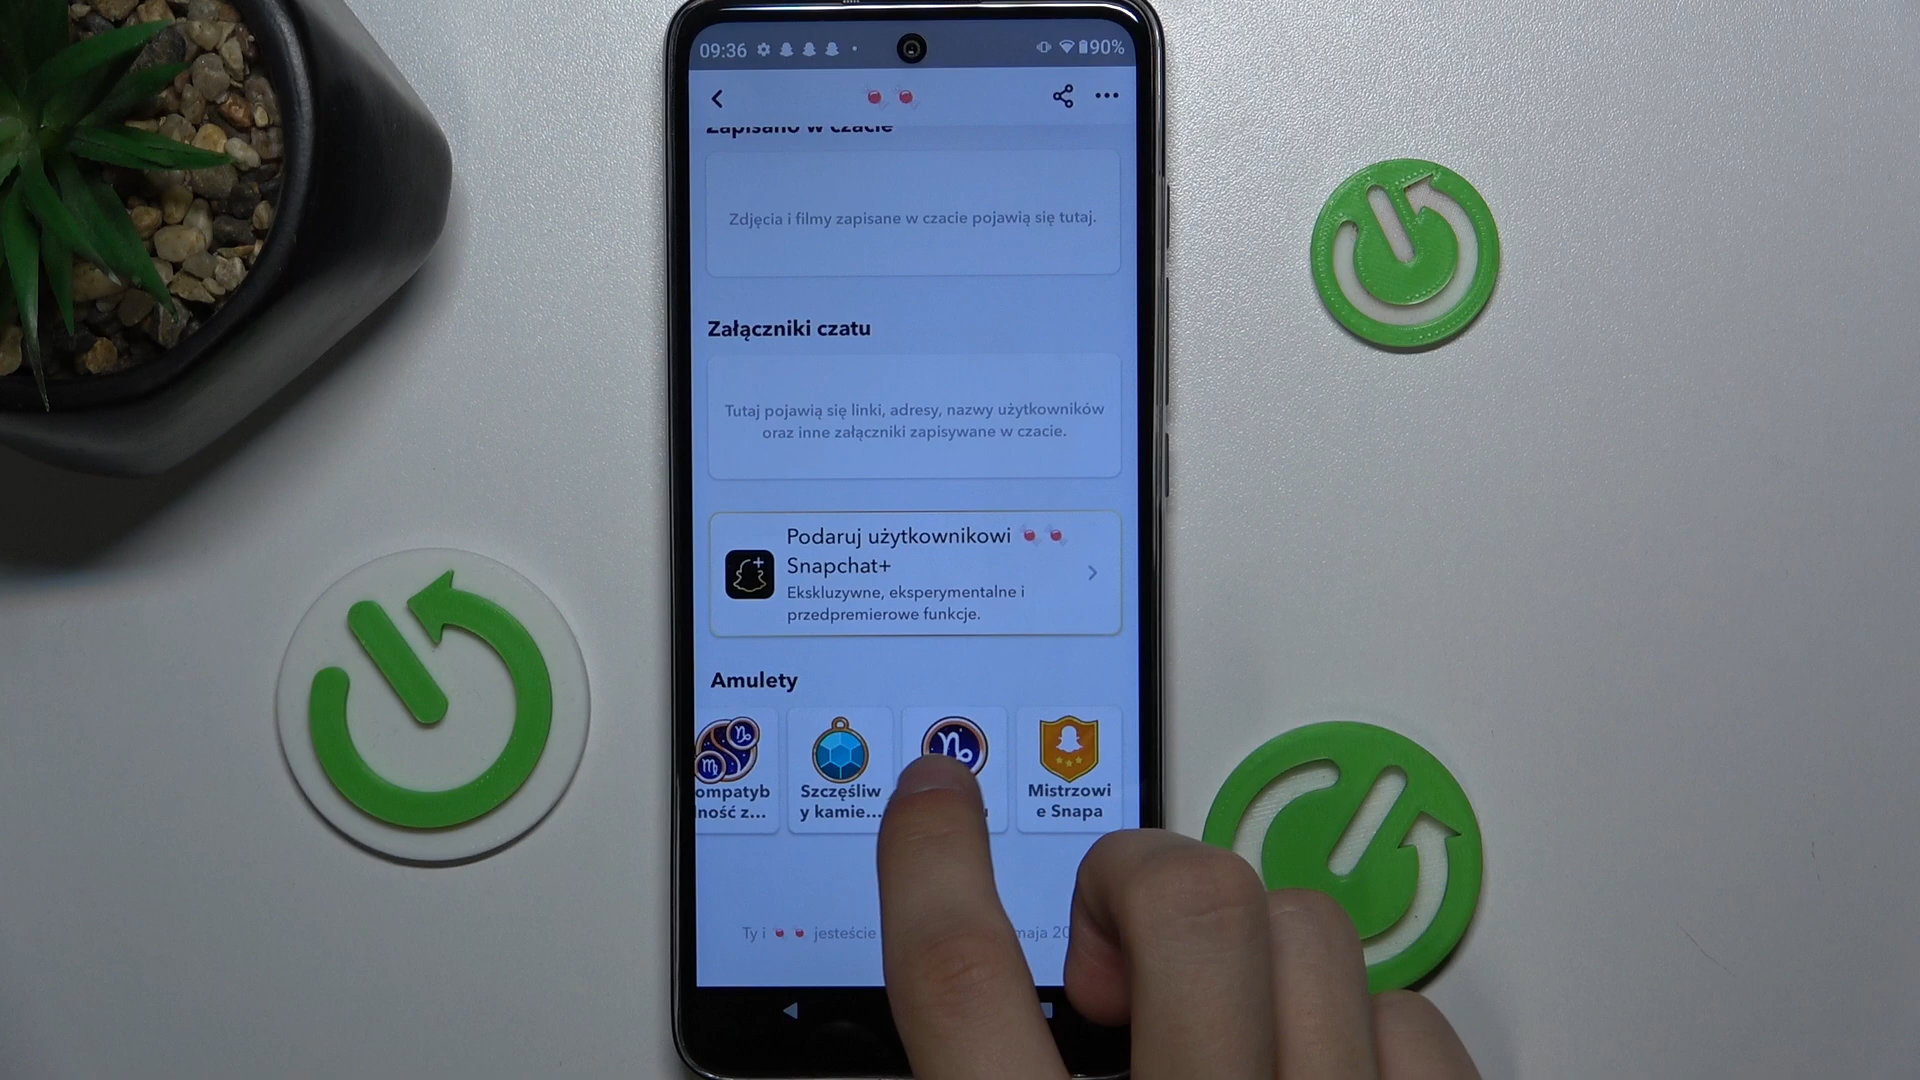 09:36
90%
Zapisano w czacie
Zdjęcia i filmy zapisane w czacie pojawią się tutaj.
Załączniki czatu
Tutaj pojawią się linki, adresy, nazwy użytkowników
oraz inne załączniki zapisywane w czacie.
Podaruj użytkownikowi
Snapchat+
Ekskluzywne, eksperymentalne i
przedpremierowe funkcje.
Amulety
ompatyb
ność z...
Szczęśliw
y kamie...
Mistrzowi
e Snapa
Ty i jesteście maja 20